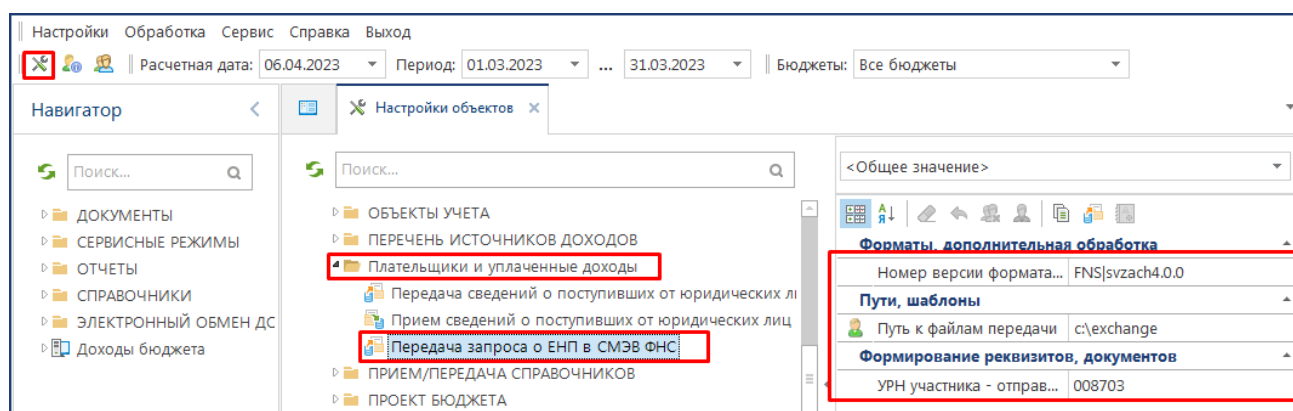 Настройки Обработка Сервис Справка Выход
Расчетная дата: 06.04.2023 Период: 01.03.2023 ... 31.03.2023 Бюджеты: Все бюджеты
Навигатор
Настройки объектов
Поиск...
ДОКУМЕНТЫ
СЕРВИСНЫЕ РЕЖИМЫ
ОТЧЕТЫ
СПРАВОЧНИКИ
ЭЛЕКТРОННЫЙ ОБМЕН ДС
Доходы бюджета
Поиск...
ОБЪЕКТЫ УЧЕТА
ПЕРЕЧЕНЬ ИСТОЧНИКОВ ДОХОДОВ
Плательщики и уплаченные доходы
Передача сведений о поступивших от юридических ли
Прием сведений о поступивших от юридических лиц
Передача запроса о ЕНП в СМЭВ ФНС
ПРИЕМ/ПЕРЕДАЧА СПРАВОЧНИКОВ
ПРОЕКТ БЮДЖЕТА
<Общее значение>
Форматы, дополнительная обработка
Номер версии формата... FNS|svzach4.0.0
Пути, шаблоны
Путь к файлам передачи c:\exchange
Формирование реквизитов, документов
УРН участника - отправ... 008703